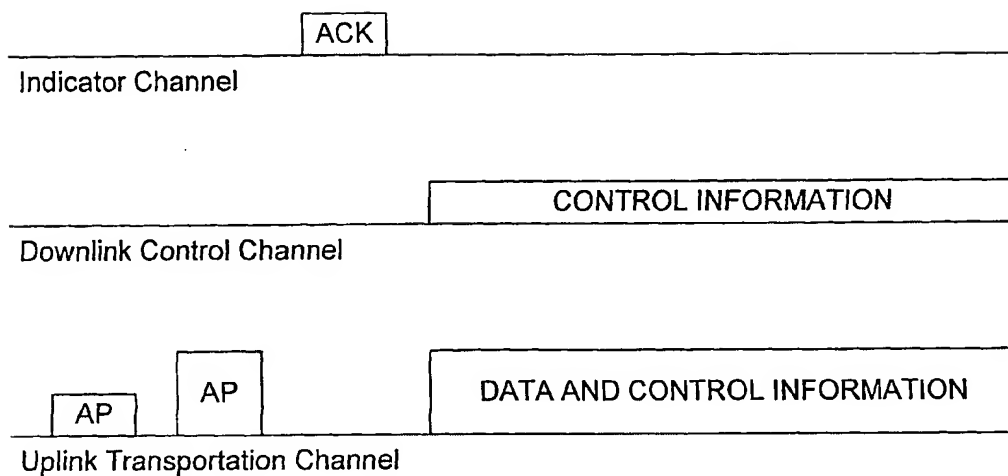 ACK
Indicator Channel
CONTROL INFORMATION
Downlink Control Channel
AP
AP
DATA AND CONTROL INFORMATION
Uplink Transportation Channel